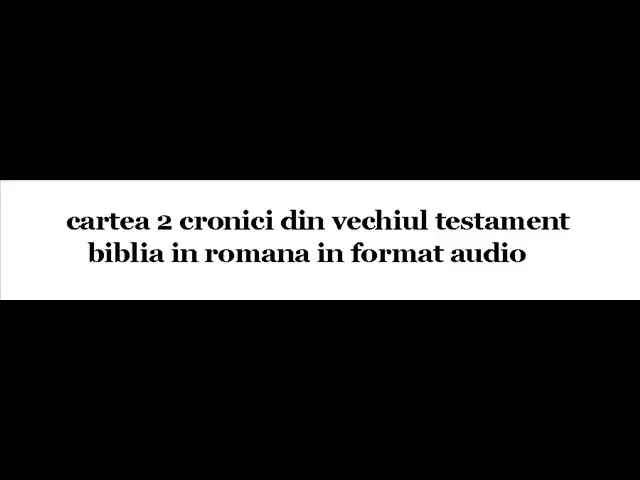 cartea 2 cronici din vechiul testament
biblia in romana in format audio